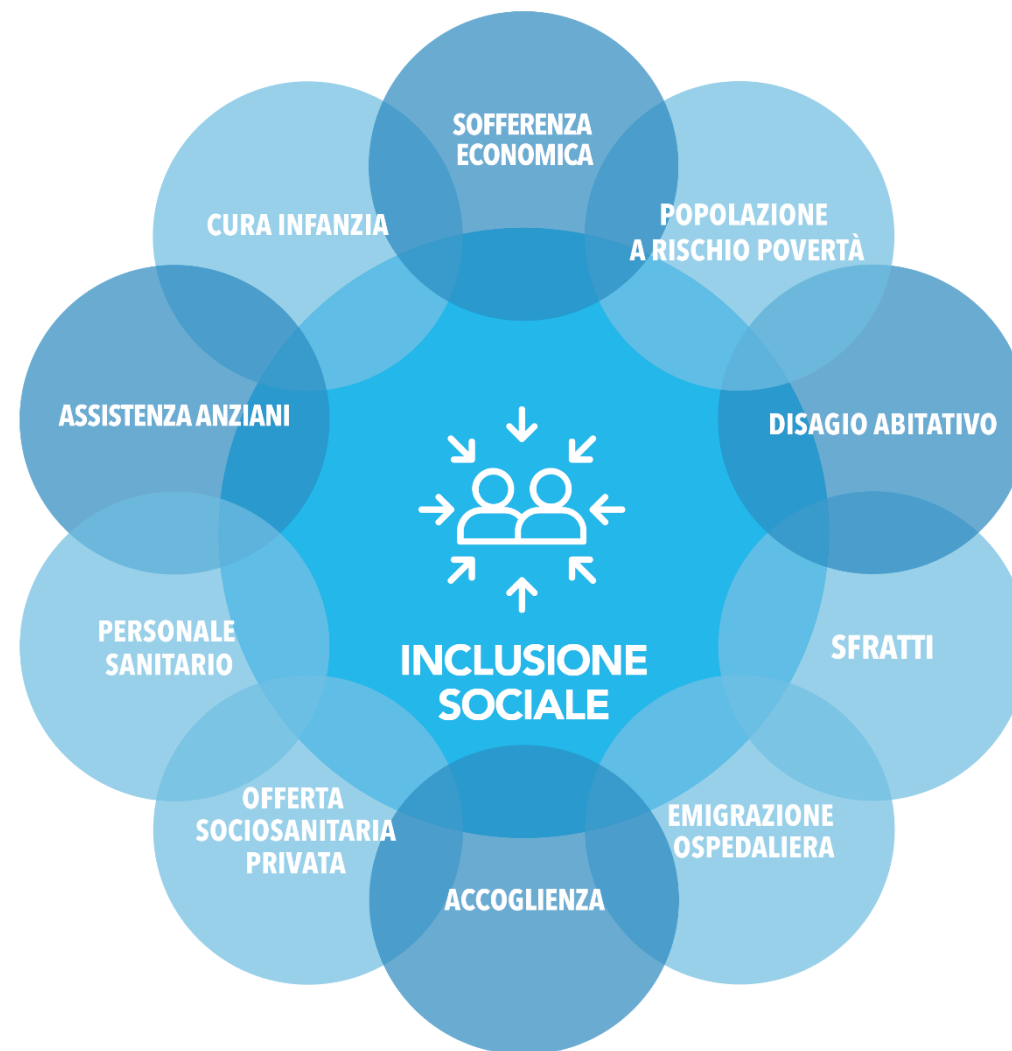 SOFFERENZA
ECONOMICA
POPOLAZIONE
A RISCHIO POVERTÀ
DISAGIO ABITATIVO
SFRATTI
EMIGRAZIONE
OSPEDALIERA
ACCOGLIENZA
OFFERTA
SOCIOSANITARIA
PRIVATA
PERSONALE
SANITARIO
ASSISTENZA ANZIANI
CURA INFANZIA
INCLUSIONE
SOCIALE